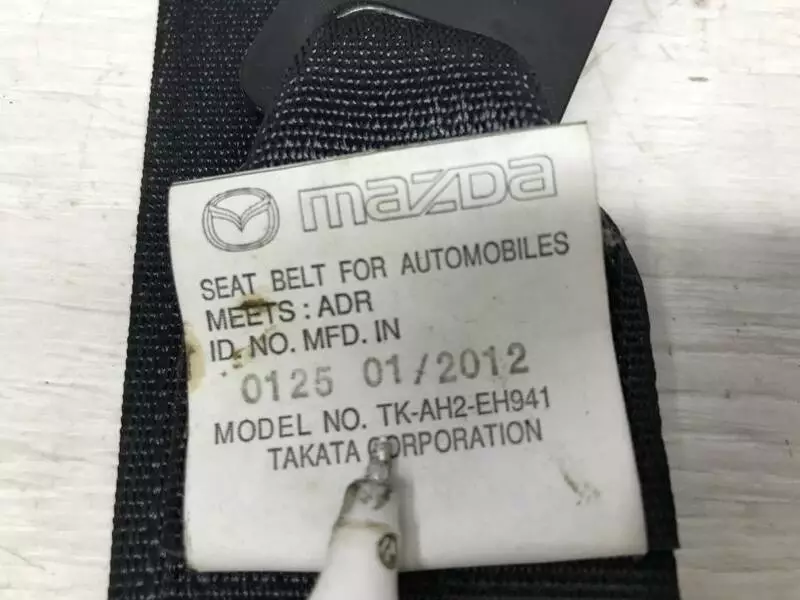 mazda
SEAT BELT FOR AUTOMOBILES
MEETS : ADR
ID. NO. MFD. IN
0125 01/2012
MODEL NO. TK-AH2-EH941
TAKATA CORPORATION